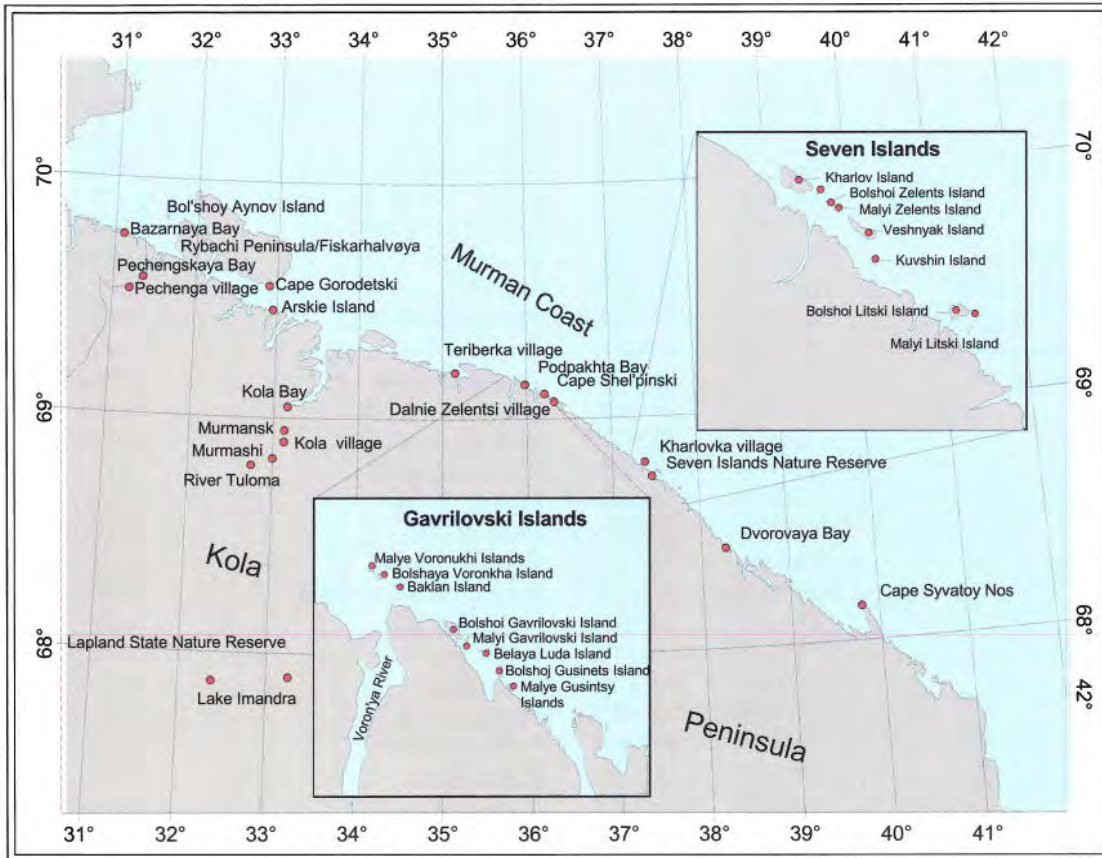 31° 32° 33° 34° 35° 36° 37° 38° 39° 40° 41° 42°
70°
70°
Bol'shoy Aynov Island
Bazarnaya Bay
Rybachi Peninsula/Fiskarhalvøya
Pechengskaya Bay
Pechenga village
Cape Gorodetski
Arskie Island
Murman Coast
Teriberka village
Podpakhta Bay
Cape Shel'pinski
Dalnie Zelentsi village
Kola Bay
69°
69°
Murmansk
Kola village
Murmashi
River Tuloma
Kharlovka village
Seven Islands Nature Reserve
Dvorovaya Bay
Cape Syvatoy Nos
Kola
68°
68°
Lapland State Nature Reserve
Lake Imandra
Peninsula
42°
Seven Islands
Kharlov Island
Bolshoi Zelents Island
Malyi Zelents Island
Veshnyak Island
Kuvshin Island
Bolshoi Litski Island
Malyi Litski Island
Gavrilovski Islands
Malye Voronukhi Islands
Bolshaya Voronkha Island
Baklan Island
Bolshoi Gavrilovski Island
Malyi Gavrilovski Island
Belaya Luda Island
Bolshoj Gusinets Island
Malye Gusintsy
Islands
Voron'ya River
31° 32° 33° 34° 35° 36° 37° 38° 39° 40° 41°